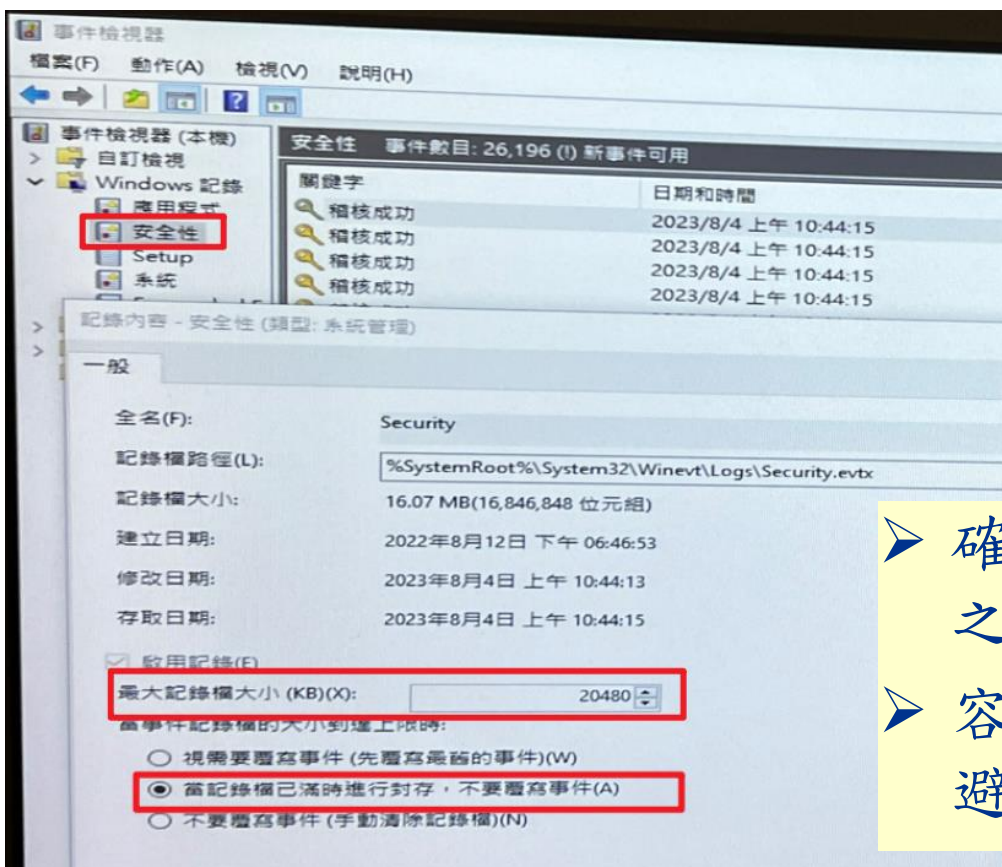 事件檢視器
檔案(F) 動作(A) 檢視(V) 說明(H)
事件檢視器 (本機)
自訂檢視
Windows 記錄
應用程式
安全性
Setup
系統
安全性 事件數目: 26,196 (!) 新事件可用
關鍵字 日期和時間
稽核成功 2023/8/4 上午 10:44:15
稽核成功 2023/8/4 上午 10:44:15
稽核成功 2023/8/4 上午 10:44:15
稽核成功 2023/8/4 上午 10:44:15
記錄內容 - 安全性 (類型: 系統管理)
一般
全名(F): Security
記錄檔路徑(L): %SystemRoot%\System32\Winevt\Logs\Security.evtx
記錄檔大小: 16.07 MB(16,846,848 位元組)
建立日期: 2022年8月12日 下午 06:46:53
修改日期: 2023年8月4日 上午 10:44:13
存取日期: 2023年8月4日 上午 10:44:15
啟用記錄(E)
最大記錄檔大小 (KB)(X): 20480
當事件記錄檔的大小到達上限時:
視需要覆寫事件 (先覆寫最舊的事件)(W)
當記錄檔已滿時進行封存，不要覆寫事件(A)
不要覆寫事件 (手動清除記錄檔)(N)
➢ 確
之
➢ 容
避